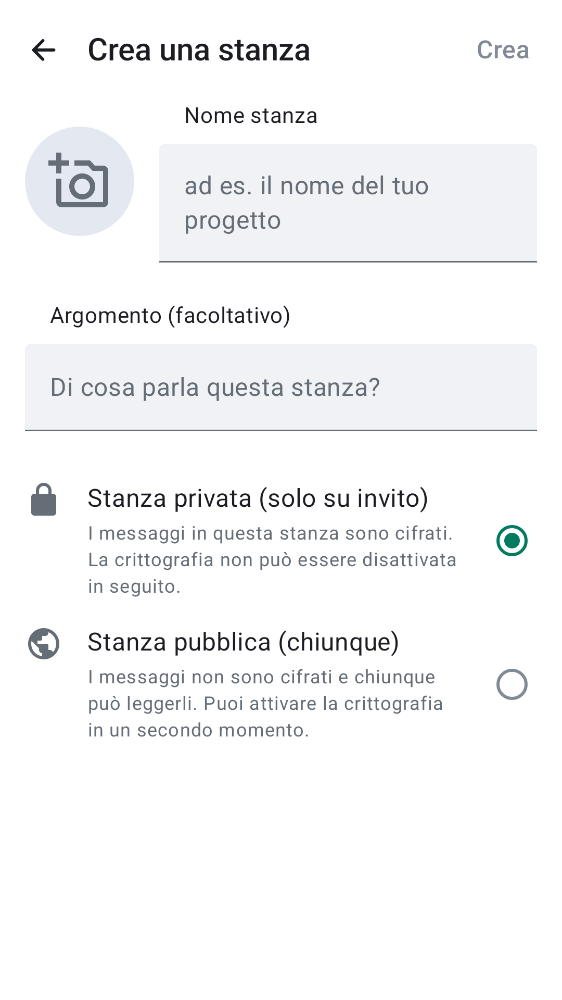 Crea una stanza
Crea
Nome stanza
ad es. il nome del tuo
progetto
Argomento (facoltativo)
Di cosa parla questa stanza?
Stanza privata (solo su invito)
I messaggi in questa stanza sono cifrati.
La crittografia non può essere disattivata
in seguito.
Stanza pubblica (chiunque)
I messaggi non sono cifrati e chiunque
può leggerli. Puoi attivare la crittografia
in un secondo momento.